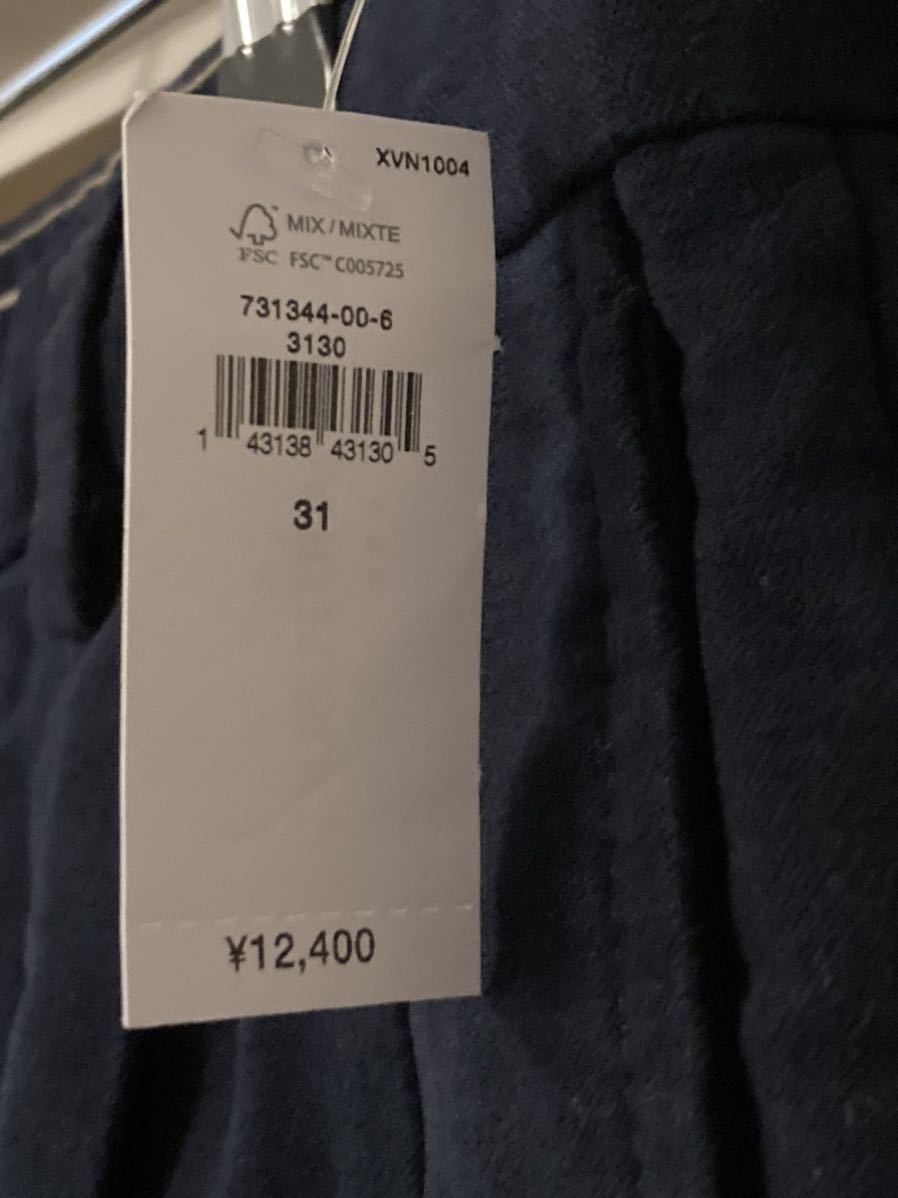 XVN1004
MIX / MIXTE
FSC FSC™ C005725
731344-00-6
3130
1 43138 43130 5
31
¥12,400